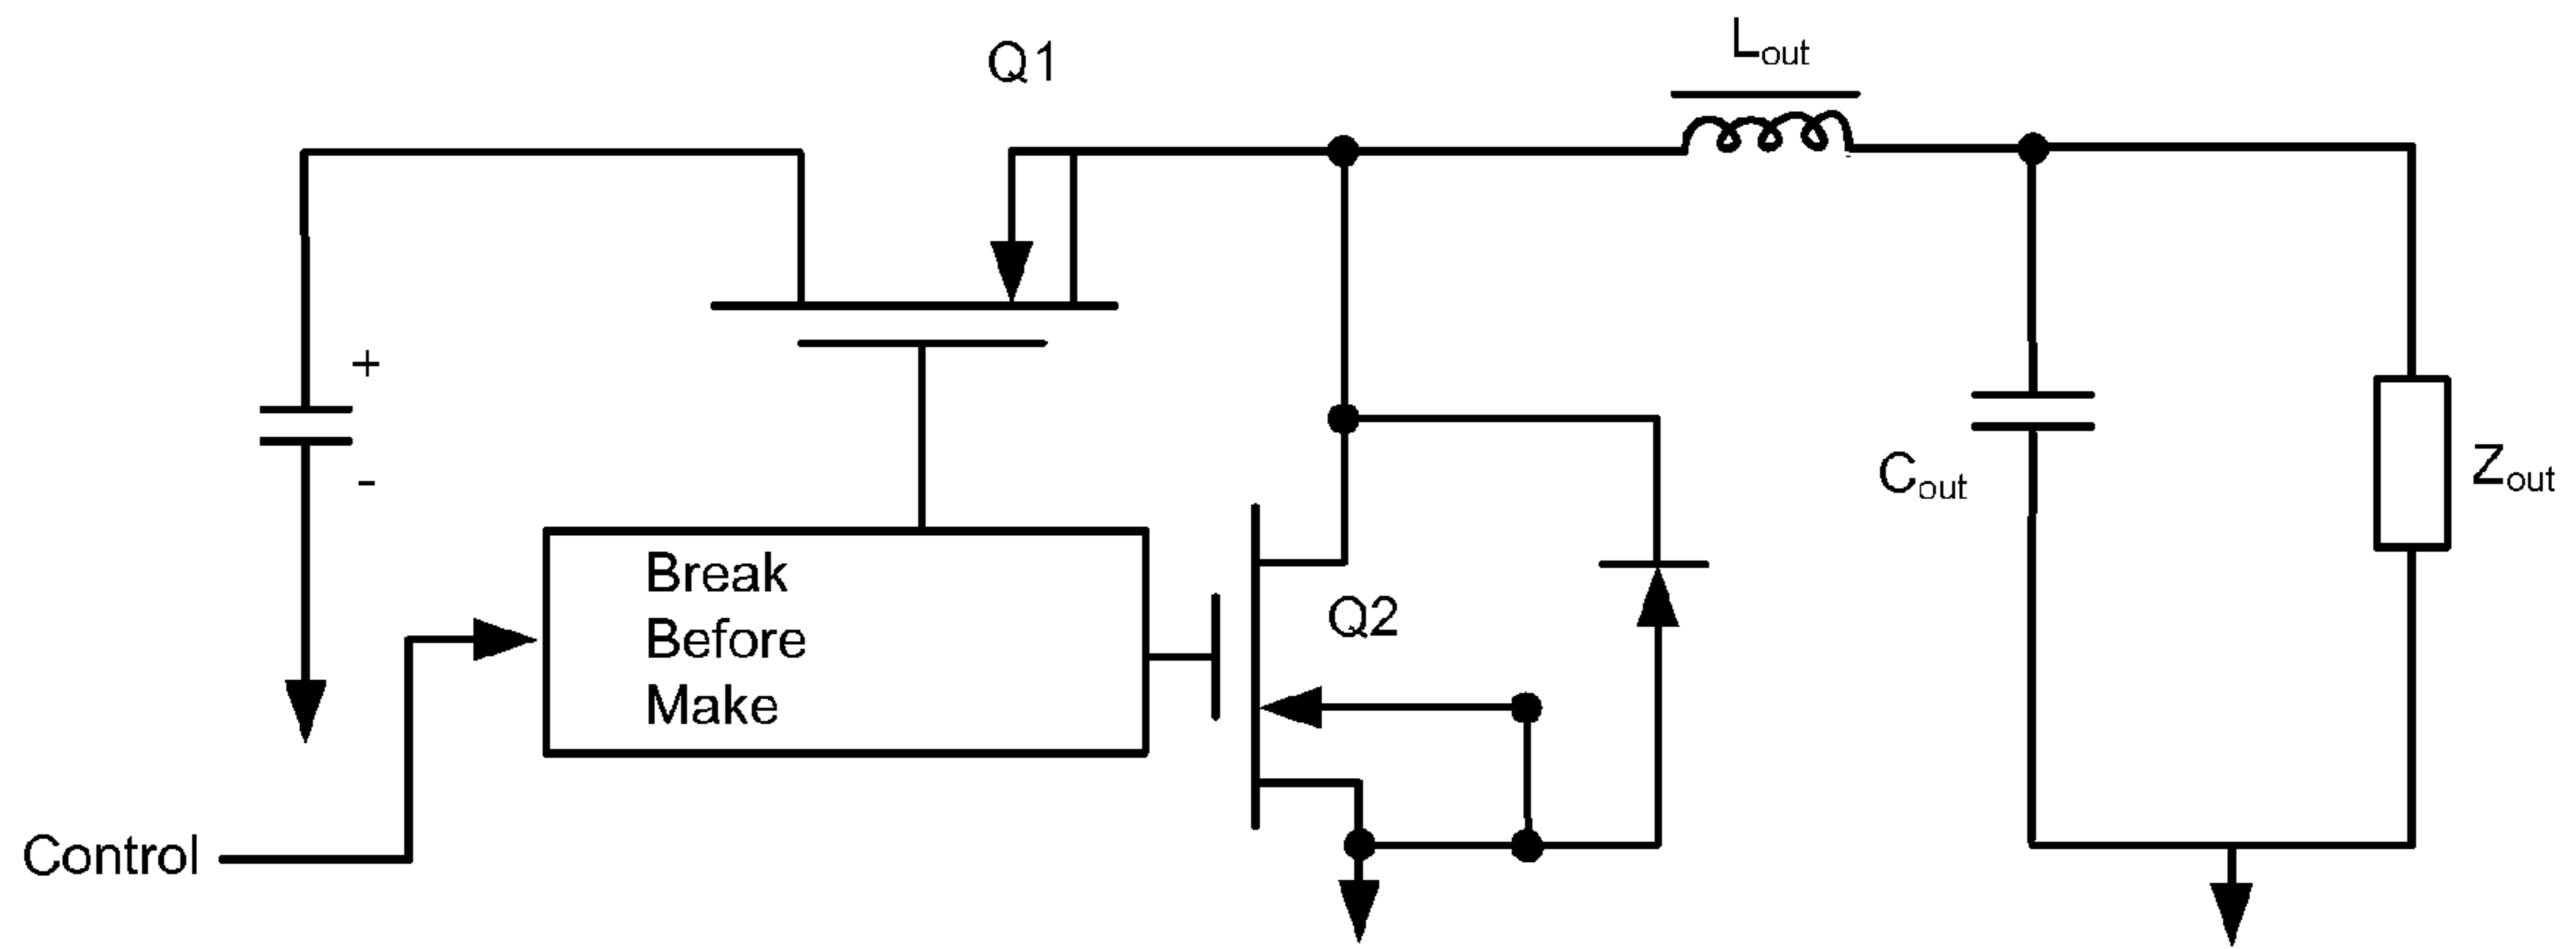 Q1
Lout
+
-
Break
Before
Make
Q2
Cout
Zout
Control